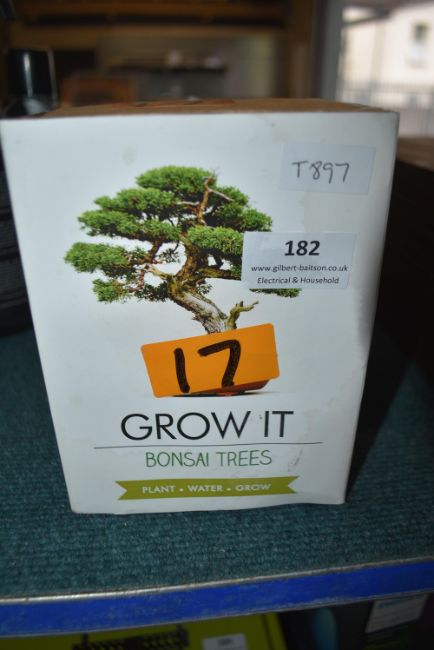 T897
182
www.gilbert-baitson.co.uk
Electrical & Household
17
GROW IT
BONSAI TREES
PLANT • WATER • GROW